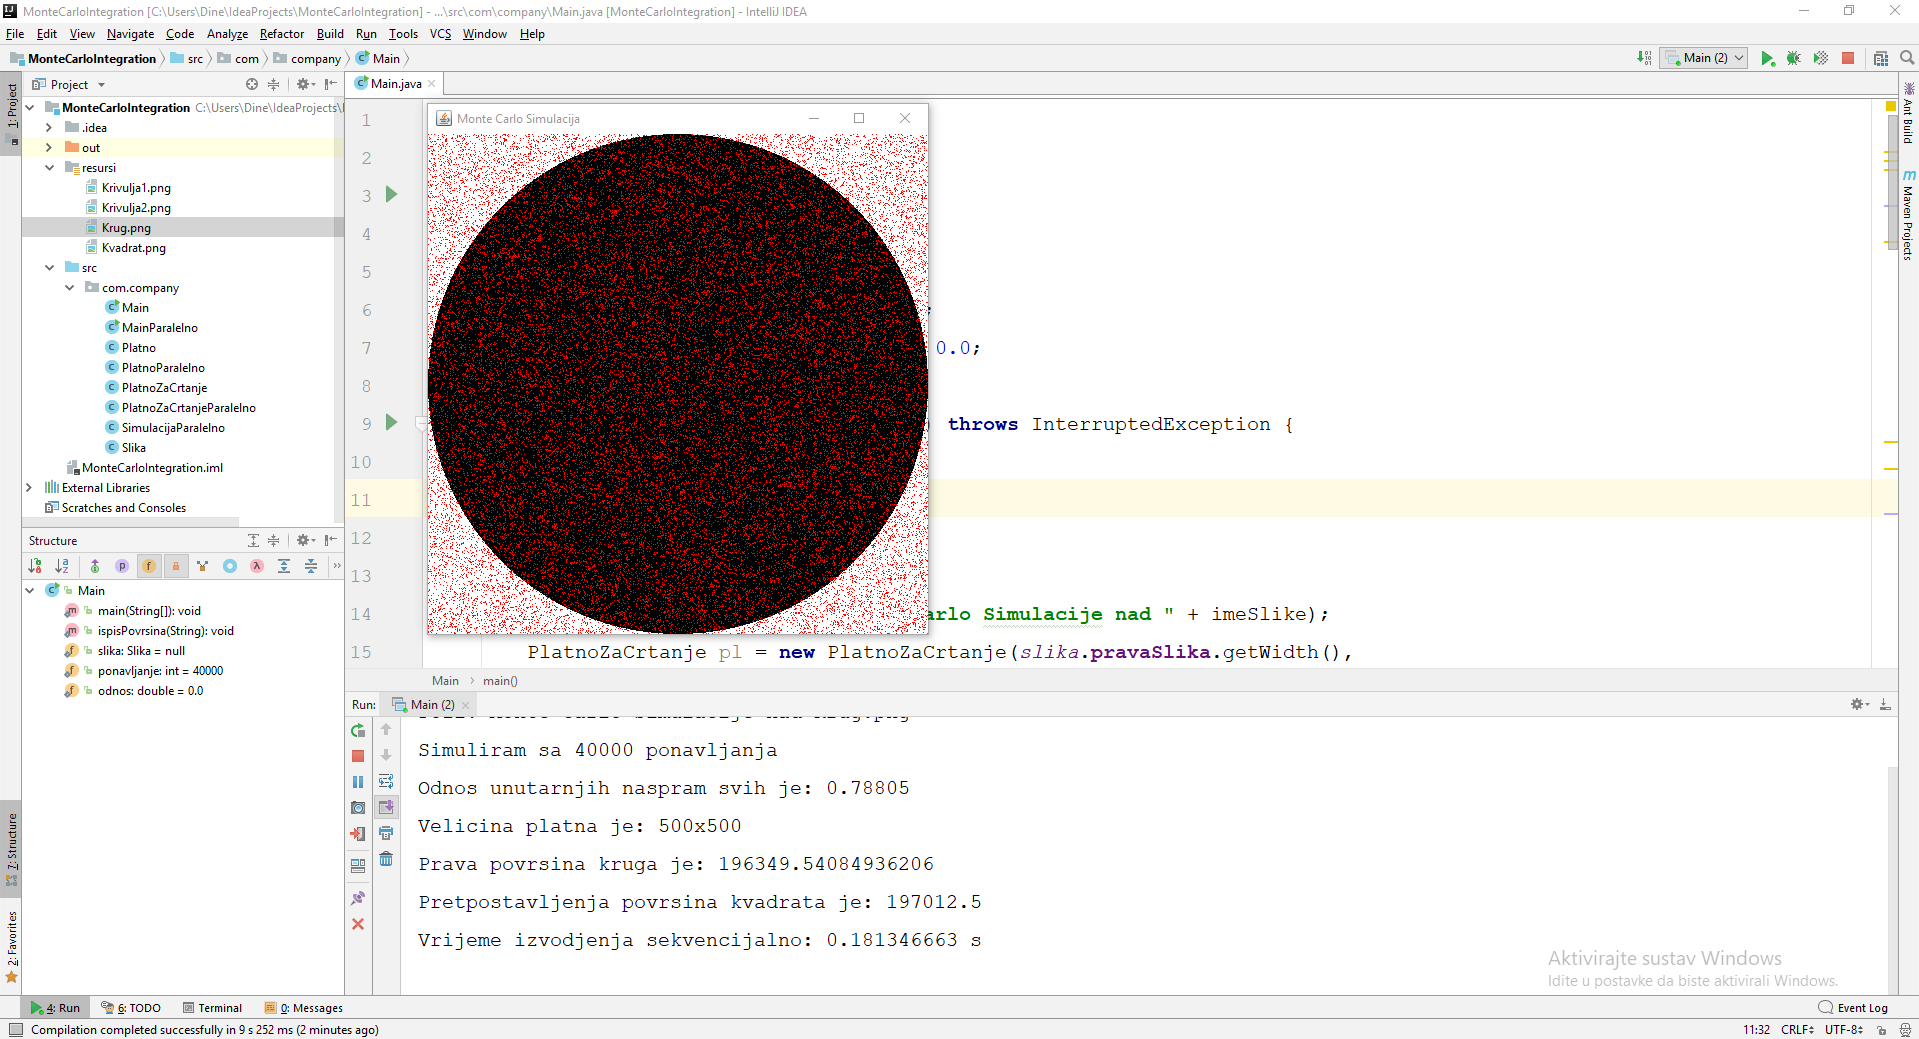 MonteCarloIntegration [C:\Users\Dine\IdeaProjects\MonteCarloIntegration] - ...\src\com\company\Main.java [MonteCarloIntegration] - IntelliJ IDEA
File Edit View Navigate Code Analyze Refactor Build Run Tools VCS Window Help
MonteCarloIntegration src com company Main Main (2)
Project
Main.java
MonteCarloIntegration C:\Users\Dine\IdeaProjects\
.idea
out
resursi
Krivulja1.png
Krivulja2.png
Krug.png
Kvadrat.png
src
com.company
Main
MainParalelno
Platno
PlatnoParalelno
PlatnoZaCrtanje
PlatnoZaCrtanjeParalelno
SimulacijaParalelno
Slika
MonteCarloIntegration.iml
External Libraries
Scratches and Consoles
1: Project
7: Structure
2: Favorites
Structure
Main
main(String[]): void
ispisPovrsina(String): void
slika: Slika = null
ponavljanje: int = 40000
odnos: double = 0.0
Monte Carlo Simulacija
1
2
3
4
5
6 ;
7 0.0;
8
9 ) throws InterruptedException {
10
11
12
13
14 arlo Simulacije nad " + imeSlike);
15 PlatnoZaCrtanje pl = new PlatnoZaCrtanje(slika.pravaSlika.getWidth(),
Main main()
Ant Build
Maven Projects
Run: Main (2)
Simuliram sa 40000 ponavljanja
Odnos unutarnjih naspram svih je: 0.78805
Velicina platna je: 500x500
Prava povrsina kruga je: 196349.54084936206
Pretpostavljenja povrsina kvadrata je: 197012.5
Vrijeme izvodjenja sekvencijalno: 0.181346663 s
Aktivirajte sustav Windows
Idite u postavke da biste aktivirali Windows.
4: Run 6: TODO Terminal 0: Messages Event Log
Compilation completed successfully in 9 s 252 ms (2 minutes ago) 11:32 CRLF UTF-8